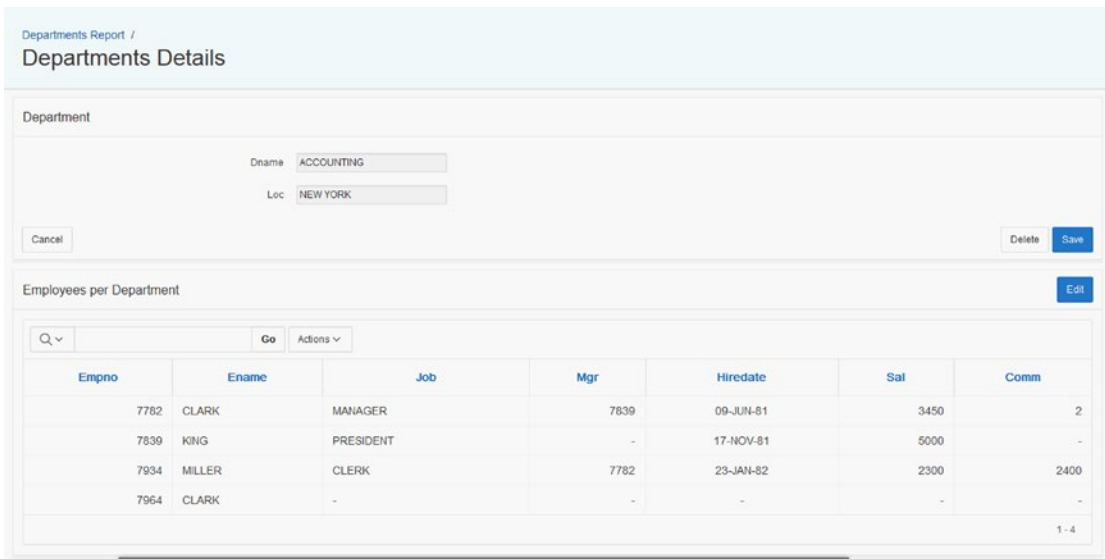 Departments Report /
Departments Details
Department
Dname ACCOUNTING
Loc NEW YORK
Cancel Delete Save
Employees per Department Edit
Go Actions
Empno Ename Job Mgr Hiredate Sal Comm
7782 CLARK MANAGER 7839 09-JUN-81 3450 2
7839 KING PRESIDENT - 17-NOV-81 5000 -
7934 MILLER CLERK 7782 23-JAN-82 2300 2400
7964 CLARK - - - - -
1 - 4